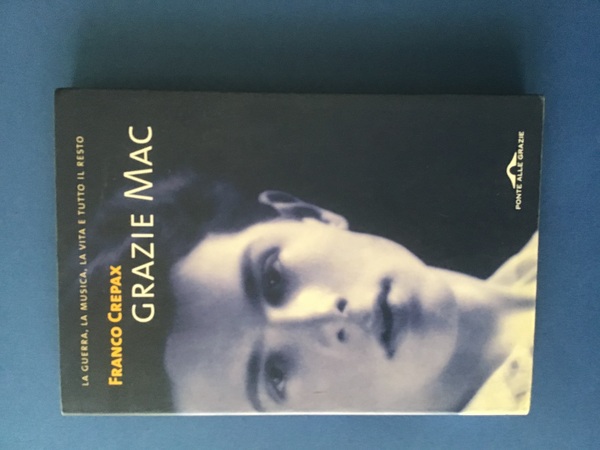 LA GUERRA, LA MUSICA, LA VITA E TUTTO IL RESTO
FRANCO CREPAX
GRAZIE MAC
PONTE ALLE GRAZIE